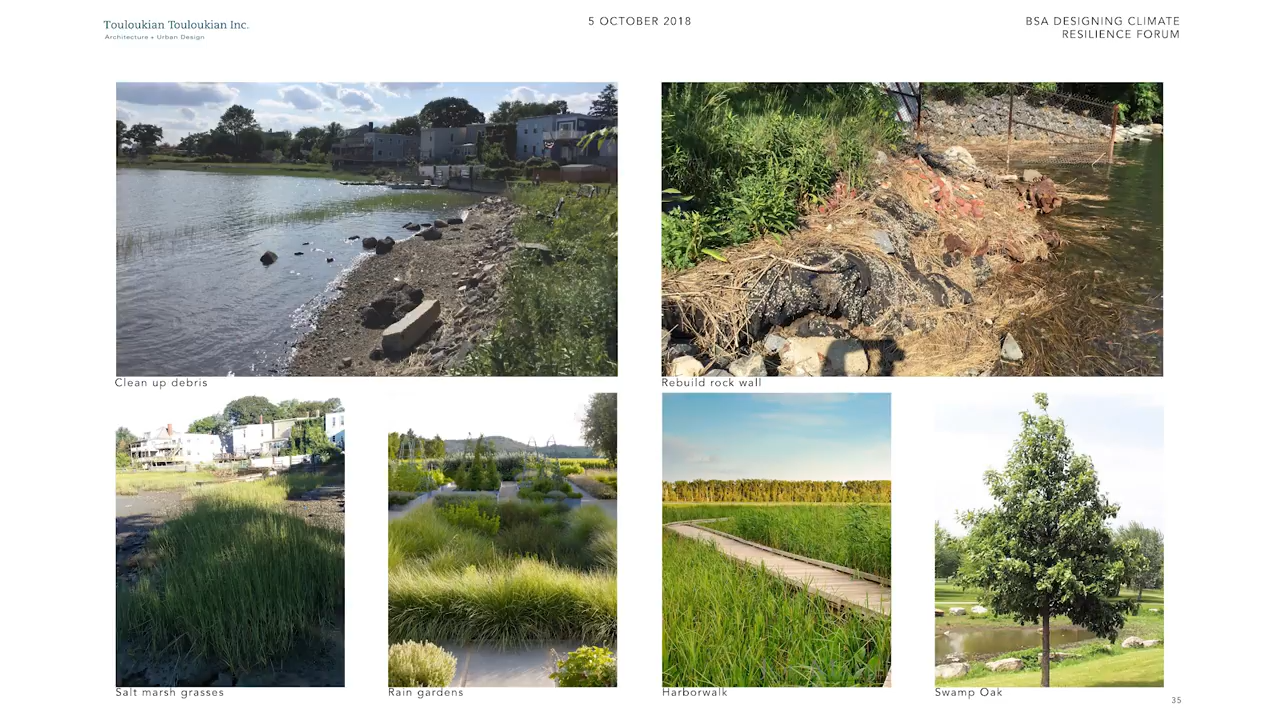 Touloukian Touloukian Inc.
Architecture + Urban Design
5 OCTOBER 2018
BSA DESIGNING CLIMATE
RESILIENCE FORUM
Clean up debris
Rebuild rock wall
Salt marsh grasses
Rain gardens
Harborwalk
Swamp Oak
35